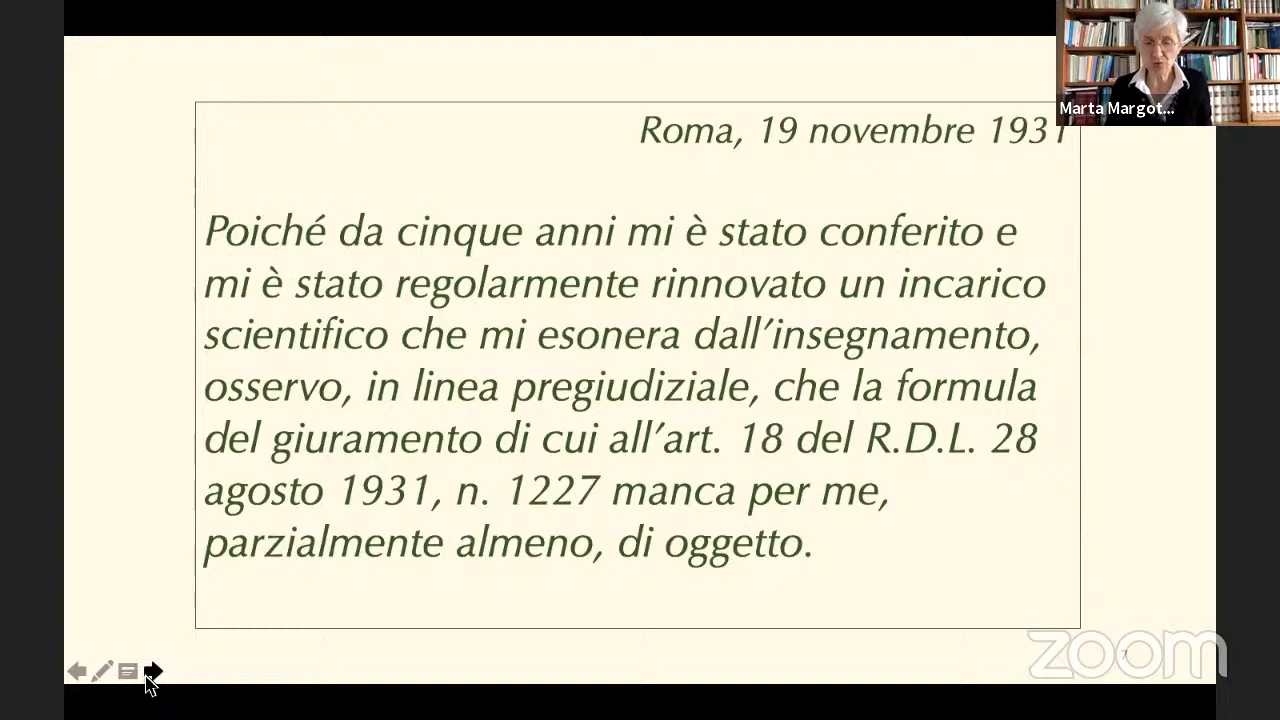 Marta Margot...
Roma, 19 novembre 1931
Poiché da cinque anni mi è stato conferito e
mi è stato regolarmente rinnovato un incarico
scientifico che mi esonera dall’insegnamento,
osservo, in linea pregiudiziale, che la formula
del giuramento di cui all’art. 18 del R.D.L. 28
agosto 1931, n. 1227 manca per me,
parzialmente almeno, di oggetto.
7
zoom